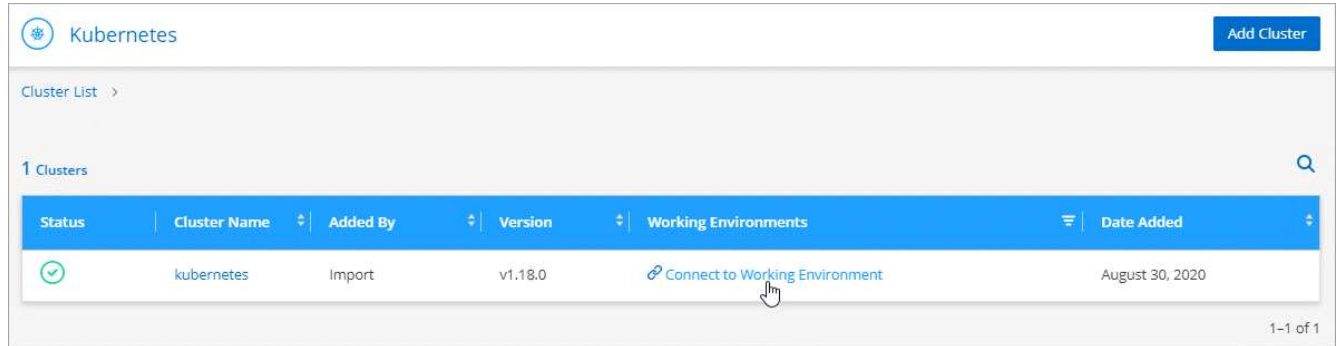 Kubernetes
Add Cluster
Cluster List >
1 Clusters
Status Cluster Name Added By Version Working Environments Date Added
kubernetes Import v1.18.0 Connect to Working Environment August 30, 2020
1–1 of 1